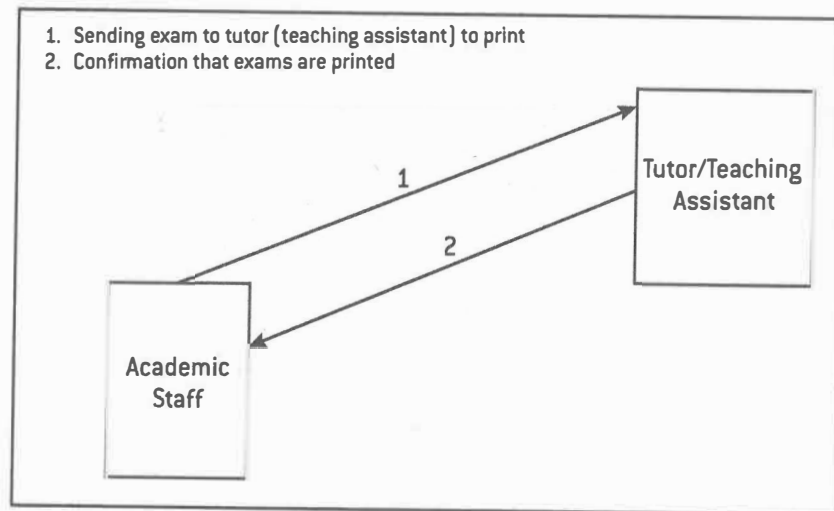 1. Sending exam to tutor (teaching assistant) to print
2. Confirmation that exams are printed
1
Tutor/Teaching
Assistant
2
Academic
Staff